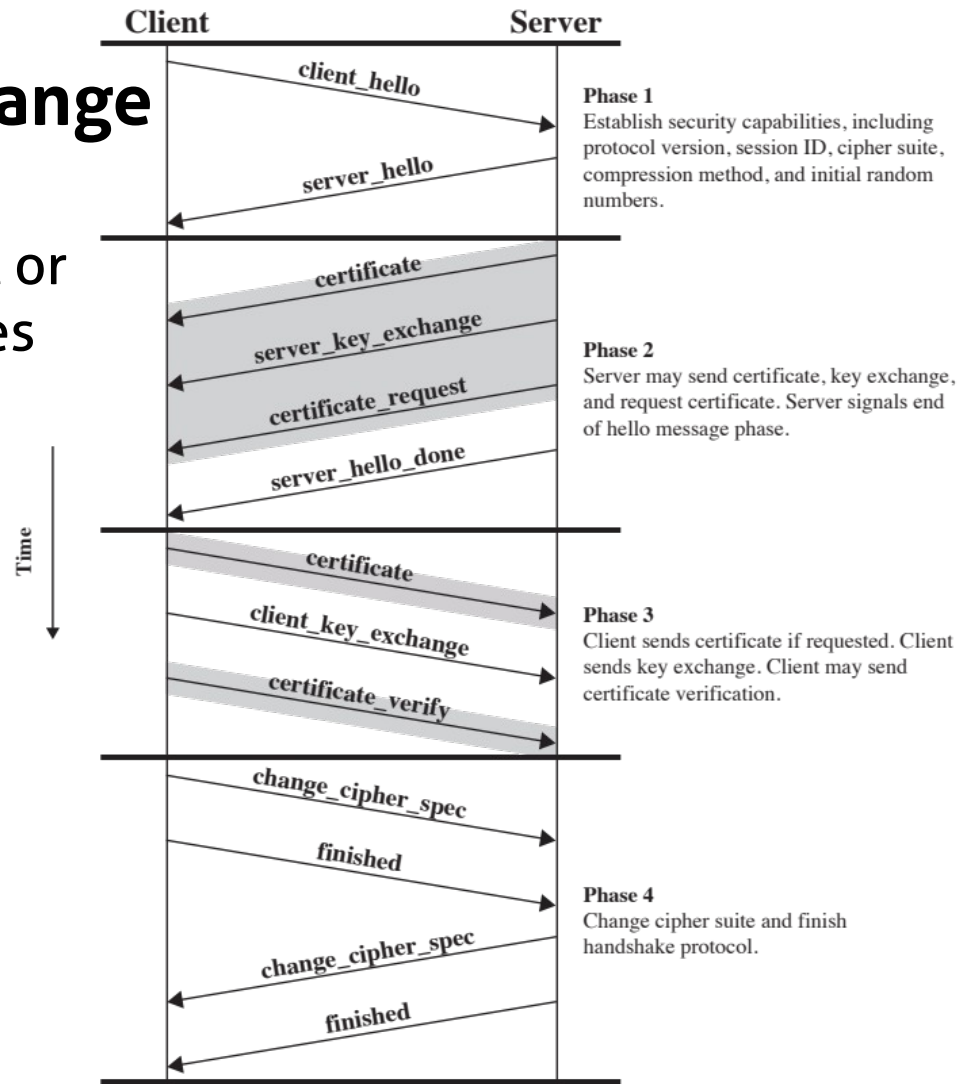 Client Server
ange
client_hello
Phase 1
Establish security capabilities, including
protocol version, session ID, cipher suite,
compression method, and initial random
numbers.
server_hello
or
es
certificate
server_key_exchange
certificate_request
server_hello_done
Phase 2
Server may send certificate, key exchange,
and request certificate. Server signals end
of hello message phase.
Time
certificate
client_key_exchange
certificate_verify
Phase 3
Client sends certificate if requested. Client
sends key exchange. Client may send
certificate verification.
change_cipher_spec
finished
change_cipher_spec
finished
Phase 4
Change cipher suite and finish
handshake protocol.